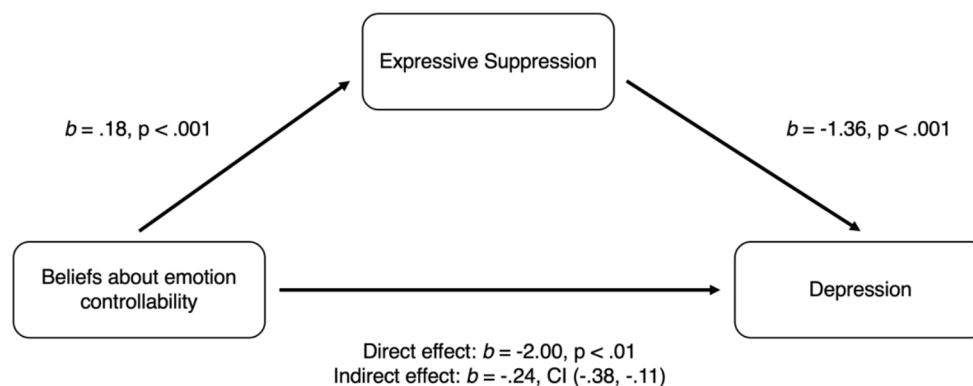 Expressive Suppression
b = .18, p < .001
b = -1.36, p < .001
Beliefs about emotion
controllability
Depression
Direct effect: b = -2.00, p < .01
Indirect effect: b = -.24, CI (-.38, -.11)